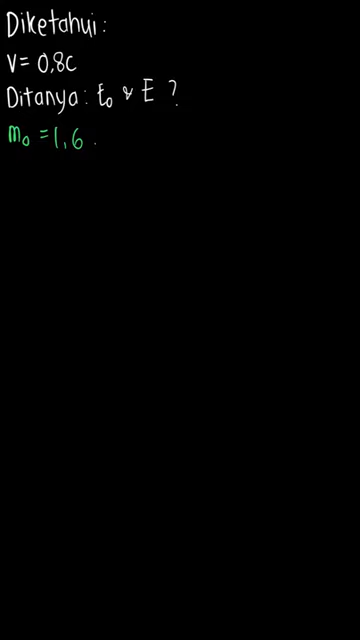 Diketahui:
v = 0,8c
Ditanya: E₀ & E ?
m₀ = 1,6